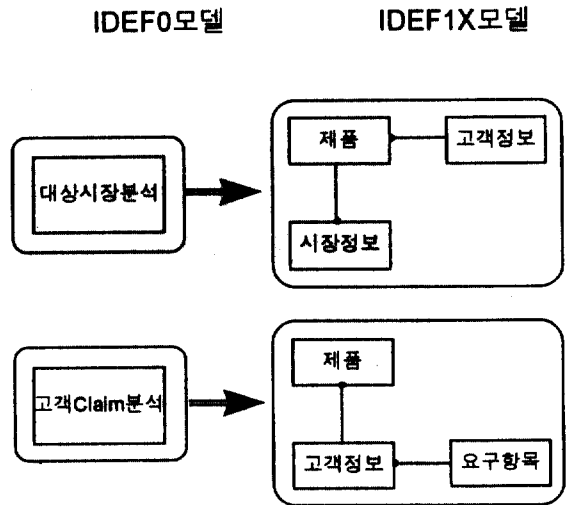 IDEF0모델
IDEF1X모델
대상시장분석
제품
고객정보
시장정보
고객Claim분석
제품
고객정보
요구항목